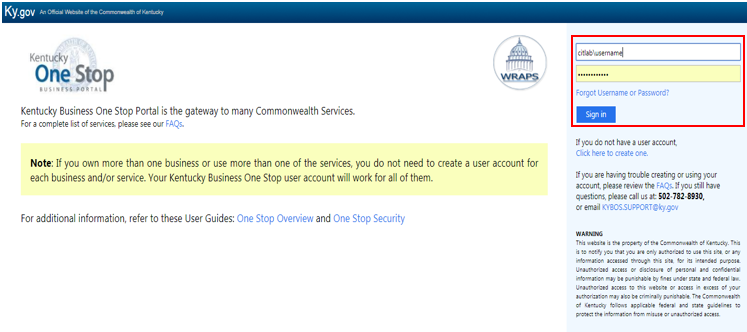 Ky.gov An Official Website of the Commonwealth of Kentucky
Kentucky
One Stop
BUSINESS PORTAL
WRAPS
Kentucky Business One Stop Portal is the gateway to many Commonwealth Services.
For a complete list of services, please see our FAQs.
Note: If you own more than one business or use more than one of the services, you do not need to create a user account for
each business and/or service. Your Kentucky Business One Stop user account will work for all of them.
For additional information, refer to these User Guides: One Stop Overview and One Stop Security
citlab\username
••••••••••••
Forgot Username or Password?
Sign in
If you do not have a user account,
Click here to create one.
If you are having trouble creating or using your
account, please review the FAQs. If you still have
questions, please call us at: 502-782-8930,
or email KYBOS.SUPPORT@ky.gov
WARNING
This website is the property of the Commonwealth of Kentucky. This
is to notify you that you are only authorized to use this site, or any
information accessed through this site, for its intended purpose.
Unauthorized access or disclosure of personal and confidential
information may be punishable by fines under state and federal law.
Unauthorized access to this website or access in excess of your
authorization may also be criminally punishable. The Commonwealth
of Kentucky follows applicable federal and state guidelines to
protect the information from misuse or unauthorized access.